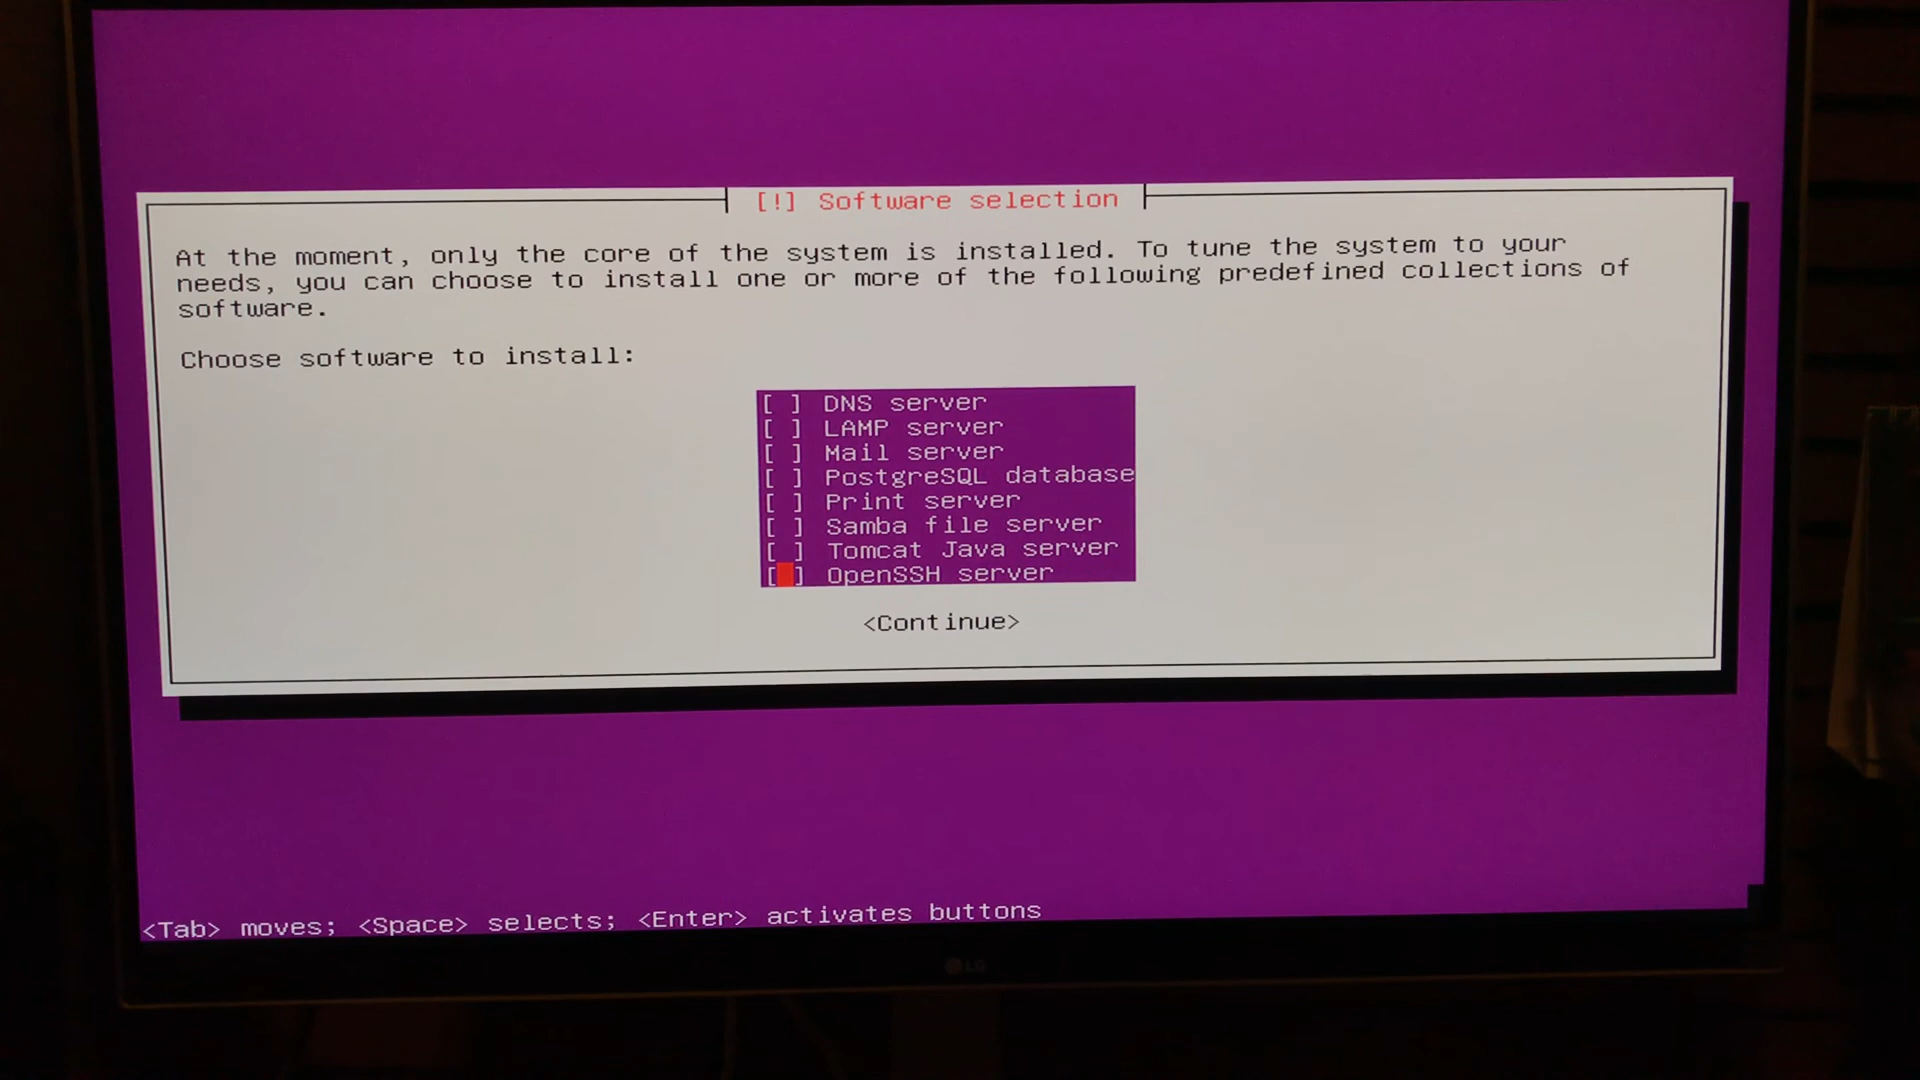 [!] Software selection
At the moment, only the core of the system is installed. To tune the system to your
needs, you can choose to install one or more of the following predefined collections of
software.
Choose software to install:
[ ] DNS server
[ ] LAMP server
[ ] Mail server
[ ] PostgreSQL database
[ ] Print server
[ ] Samba file server
[ ] Tomcat Java server
[ ] OpenSSH server
<Continue>
<Tab> moves; <Space> selects; <Enter> activates buttons
LG